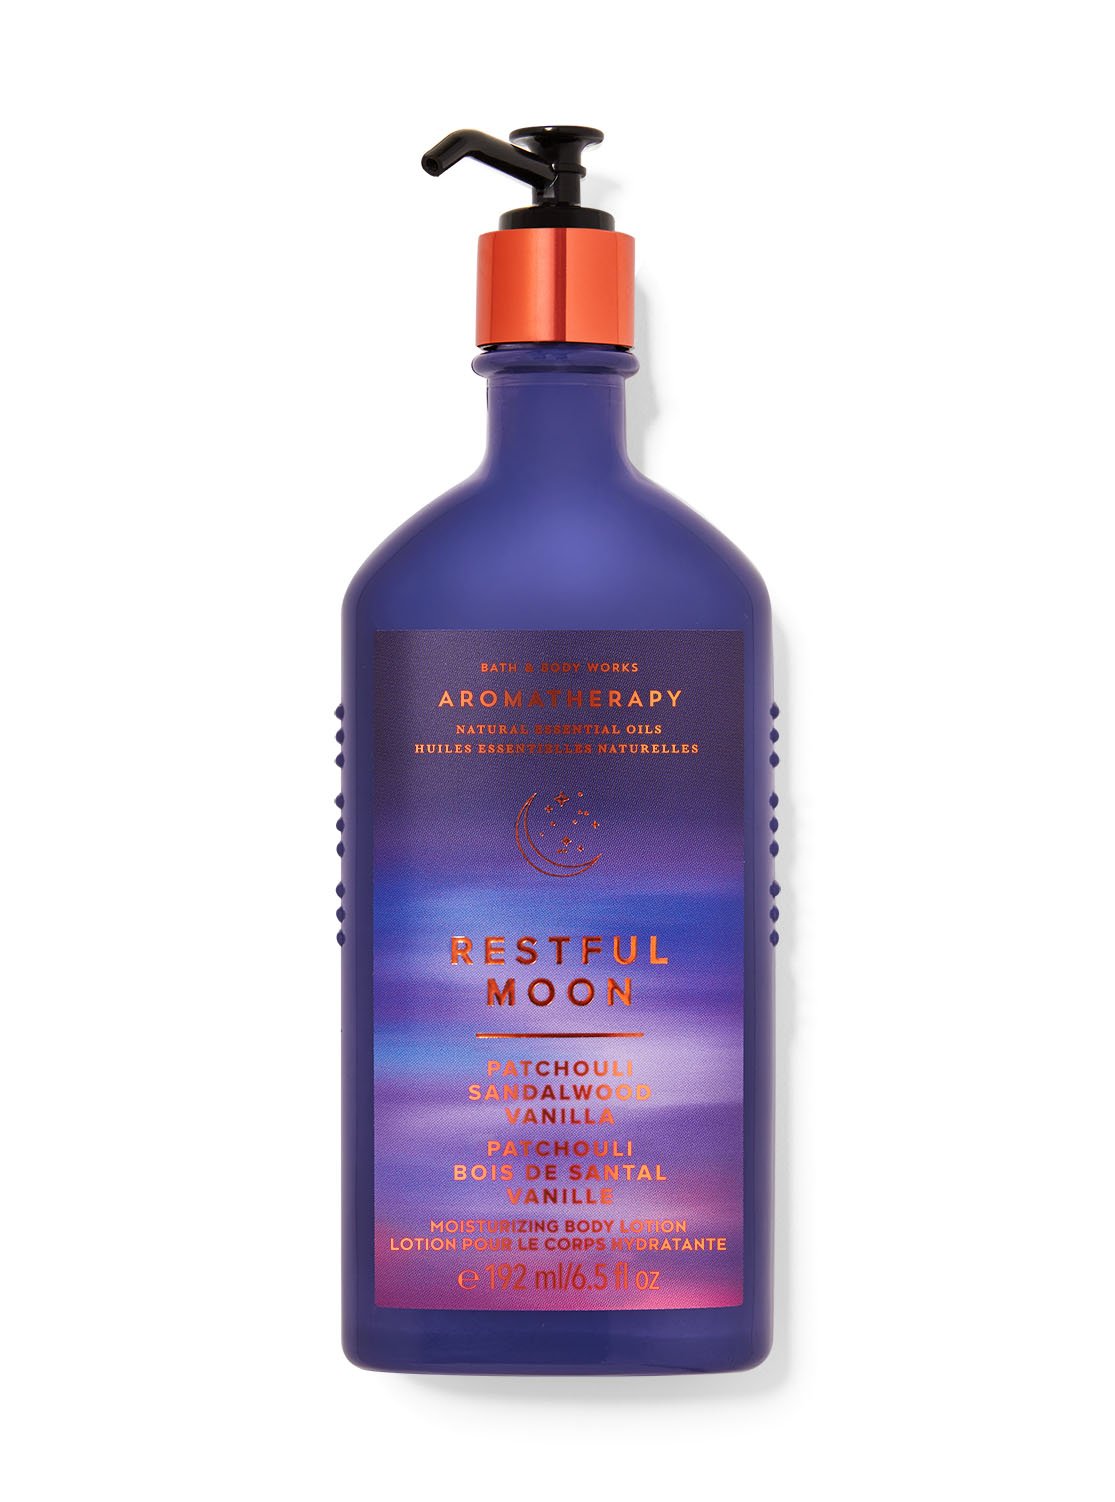 BATH & BODY WORKS
AROMATHERAPY
NATURAL ESSENTIAL OILS
HUILES ESSENTIELLES NATURELLES
RESTFUL
MOON
PATCHOULI
SANDALWOOD
VANILLA
PATCHOULI
BOIS DE SANTAL
VANILLE
MOISTURIZING BODY LOTION
LOTION POUR LE CORPS HYDRATANTE
℮ 192 ml/6.5 fl oz